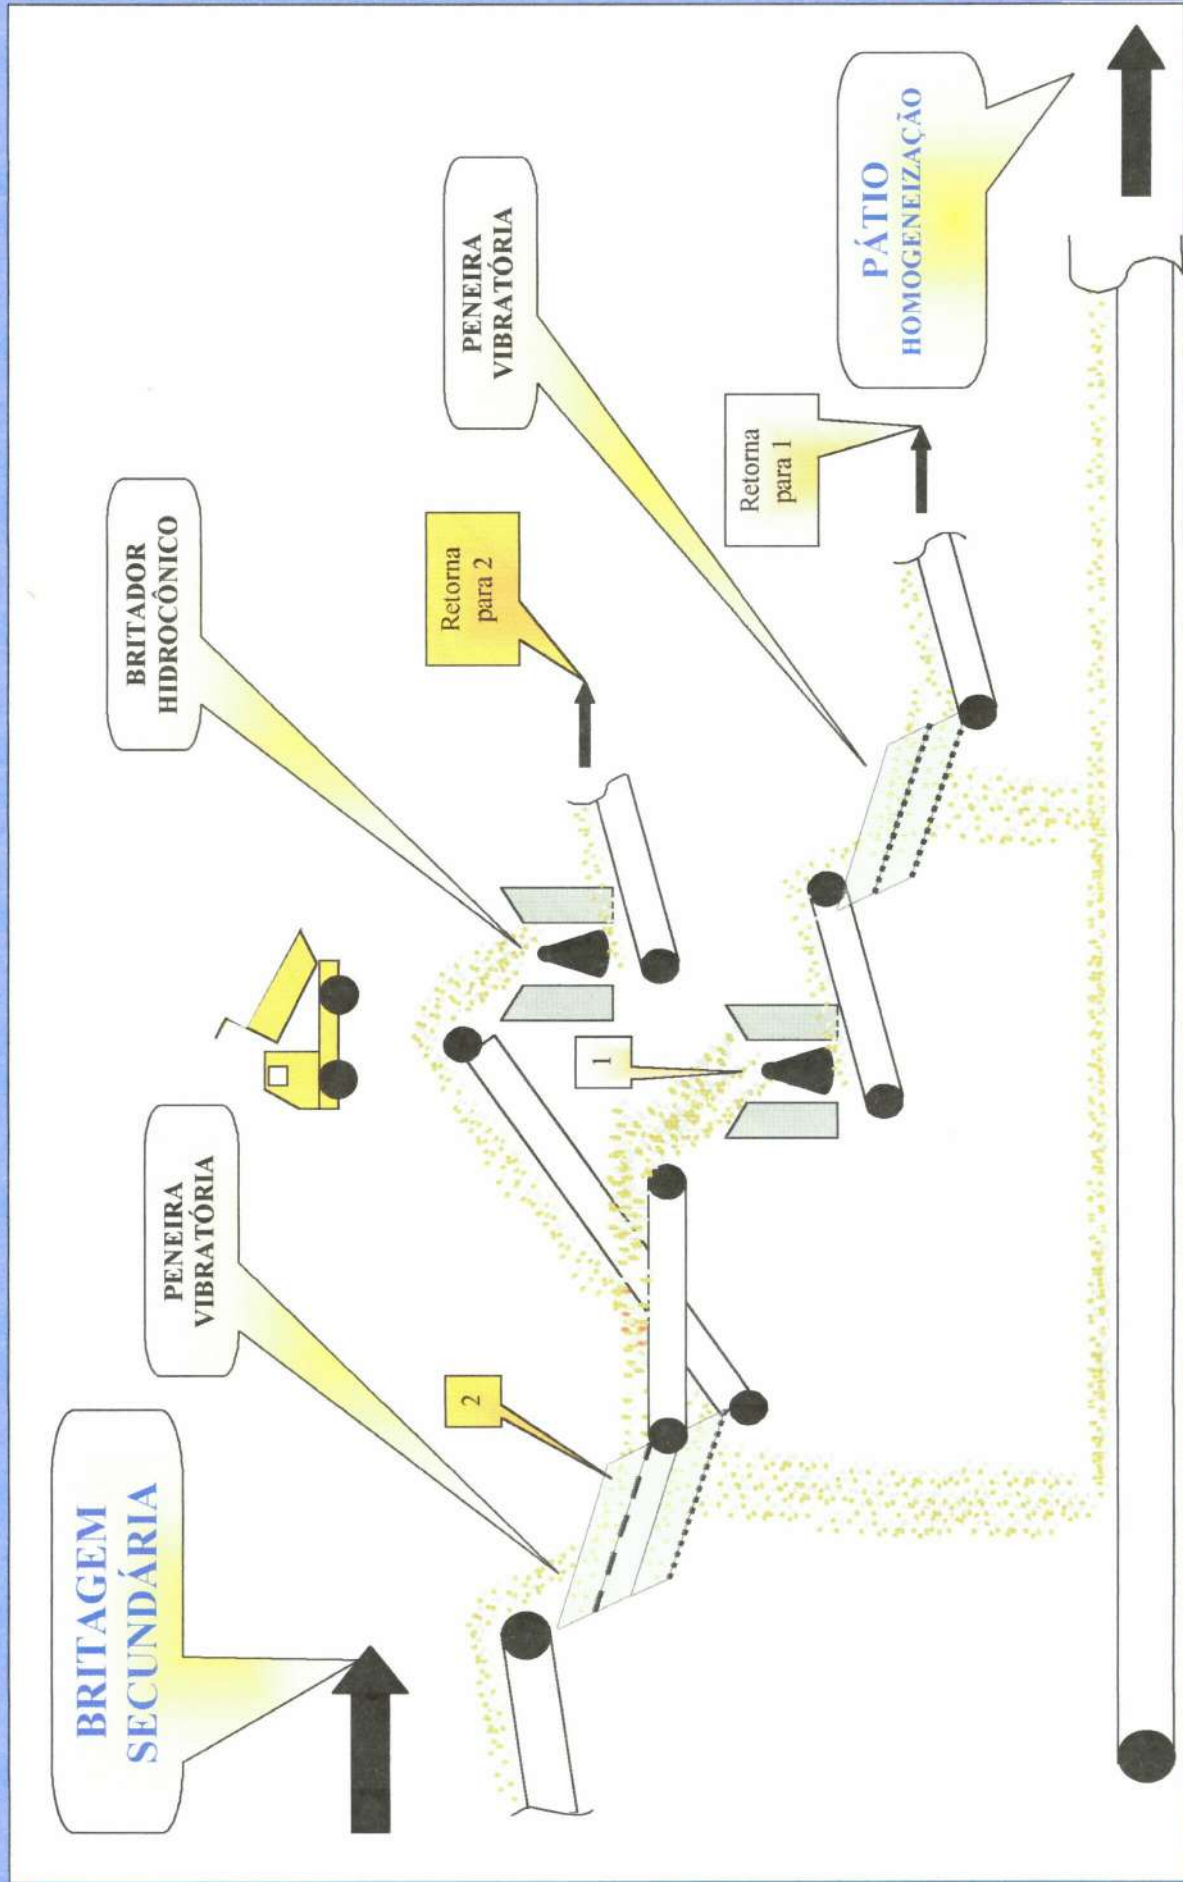 BRITAGEM
SECUNDÁRIA
PENEIRA
VIBRATÓRIA
BRITADOR
HIDROCÔNICO
PENEIRA
VIBRATÓRIA
2
1
Retorna
para 2
Retorna
para 1
PÁTIO
HOMOGENEIZAÇÃO